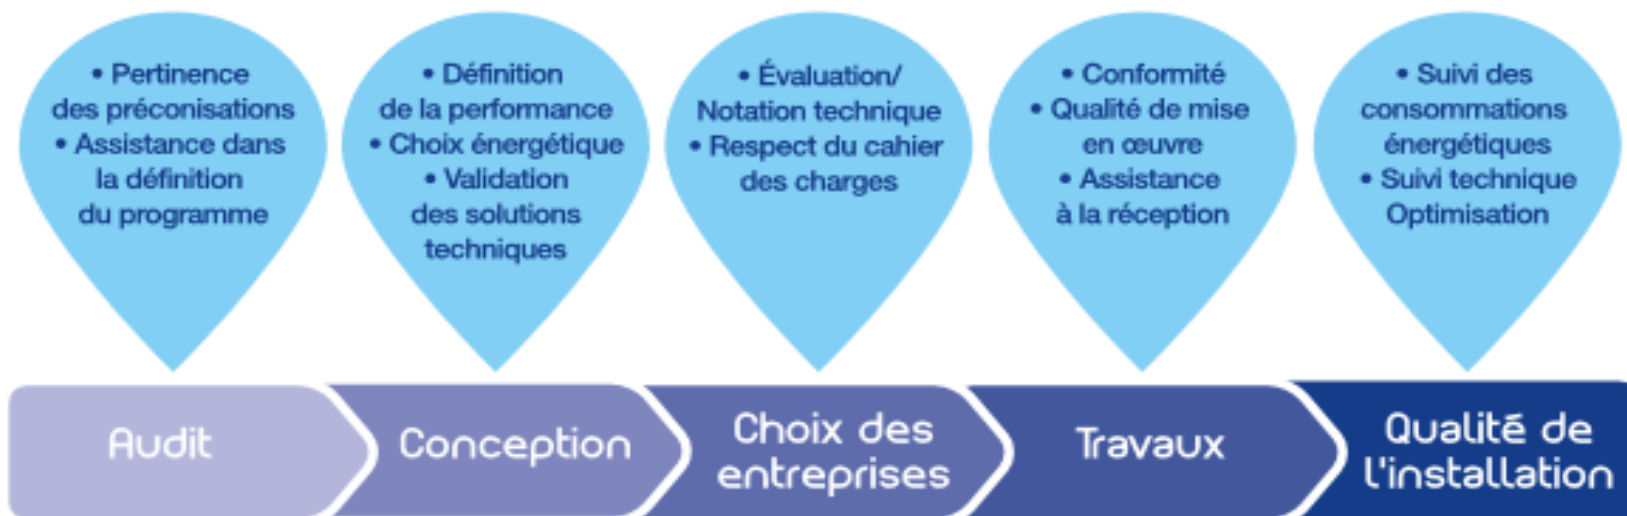 • Pertinence
des préconisations
• Assistance dans
la définition
du programme
• Définition
de la performance
• Choix énergétique
• Validation
des solutions
techniques
• Évaluation/
Notation technique
• Respect du cahier
des charges
• Conformité
• Qualité de mise
en œuvre
• Assistance
à la réception
• Suivi des
consommations
énergétiques
• Suivi technique
Optimisation
Audit
Conception
Choix des
entreprises
Travaux
Qualité de
l'installation